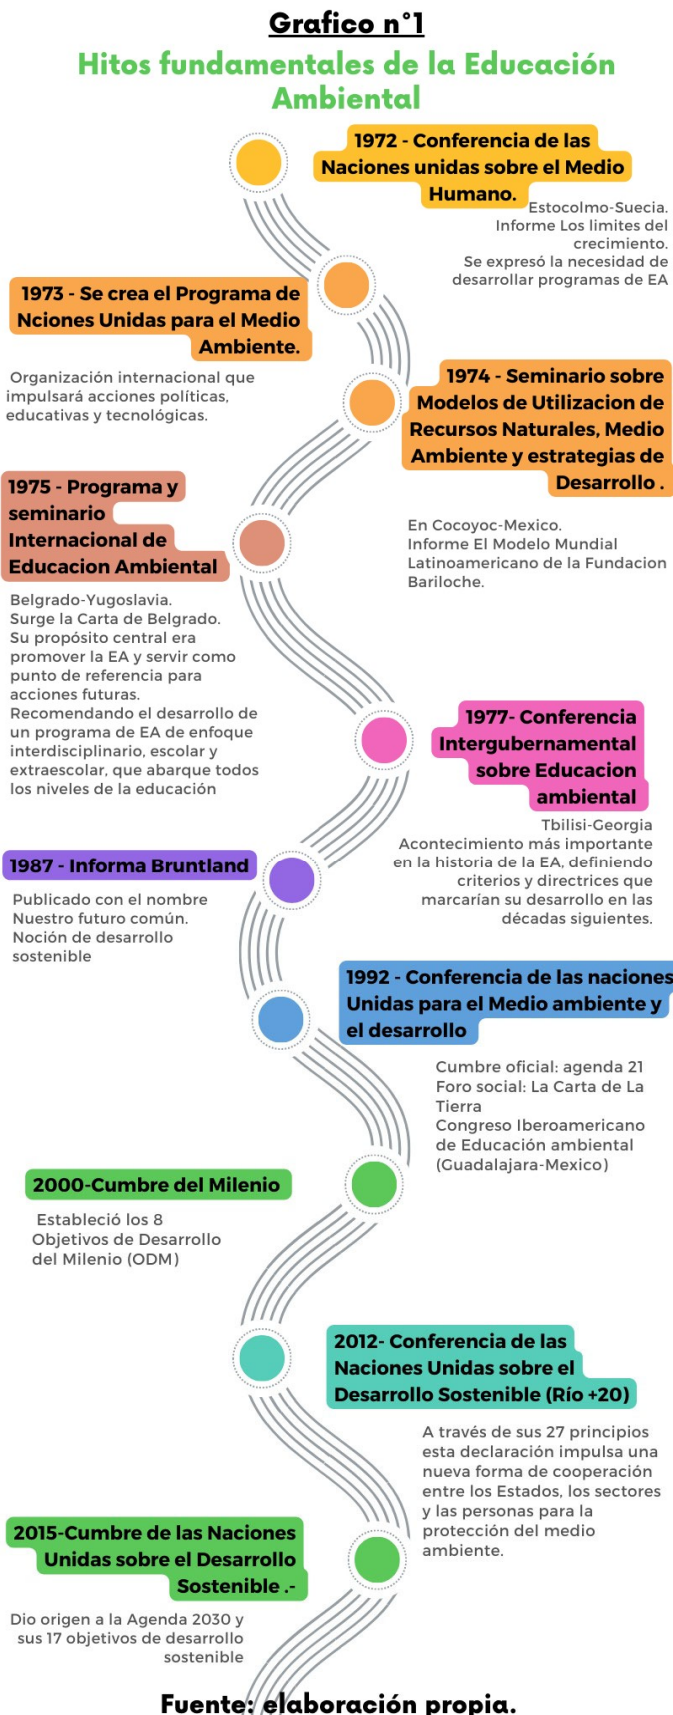 Grafico n°1
Hitos fundamentales de la Educación
Ambiental
1972 - Conferencia de las
Naciones unidas sobre el Medio
Humano.
Estocolmo-Suecia.
Informe Los limites del
crecimiento.
Se expresó la necesidad de
desarrollar programas de EA
1973 - Se crea el Programa de
Nciones Unidas para el Medio
Ambiente.
Organización internacional que
impulsará acciones políticas,
educativas y tecnológicas.
1974 - Seminario sobre
Modelos de Utilizacion de
Recursos Naturales, Medio
Ambiente y estrategias de
Desarrollo .
En Cocoyoc-Mexico.
Informe El Modelo Mundial
Latinoamericano de la Fundacion
Bariloche.
1975 - Programa y
seminario
Internacional de
Educacion Ambiental
Belgrado-Yugoslavia.
Surge la Carta de Belgrado.
Su propósito central era
promover la EA y servir como
punto de referencia para
acciones futuras.
Recomendando el desarrollo de
un programa de EA de enfoque
interdisciplinario, escolar y
extraescolar, que abarque todos
los niveles de la educación
1977- Conferencia
Intergubernamental
sobre Educacion
ambiental
Tbilisi-Georgia
Acontecimiento más importante
en la historia de la EA, definiendo
criterios y directrices que
marcarían su desarrollo en las
décadas siguientes.
1987 - Informa Bruntland
Publicado con el nombre
Nuestro futuro común.
Noción de desarrollo
sostenible
1992 - Conferencia de las naciones
Unidas para el Medio ambiente y
el desarrollo
Cumbre oficial: agenda 21
Foro social: La Carta de La
Tierra
Congreso Iberoamericano
de Educación ambiental
(Guadalajara-Mexico)
2000-Cumbre del Milenio
Estableció los 8
Objetivos de Desarrollo
del Milenio (ODM)
2012- Conferencia de las
Naciones Unidas sobre el
Desarrollo Sostenible (Río +20)
A través de sus 27 principios
esta declaración impulsa una
nueva forma de cooperación
entre los Estados, los sectores
y las personas para la
protección del medio
ambiente.
2015-Cumbre de las Naciones
Unidas sobre el Desarrollo
Sostenible .-
Dio origen a la Agenda 2030 y
sus 17 objetivos de desarrollo
sostenible
Fuente: elaboración propia.